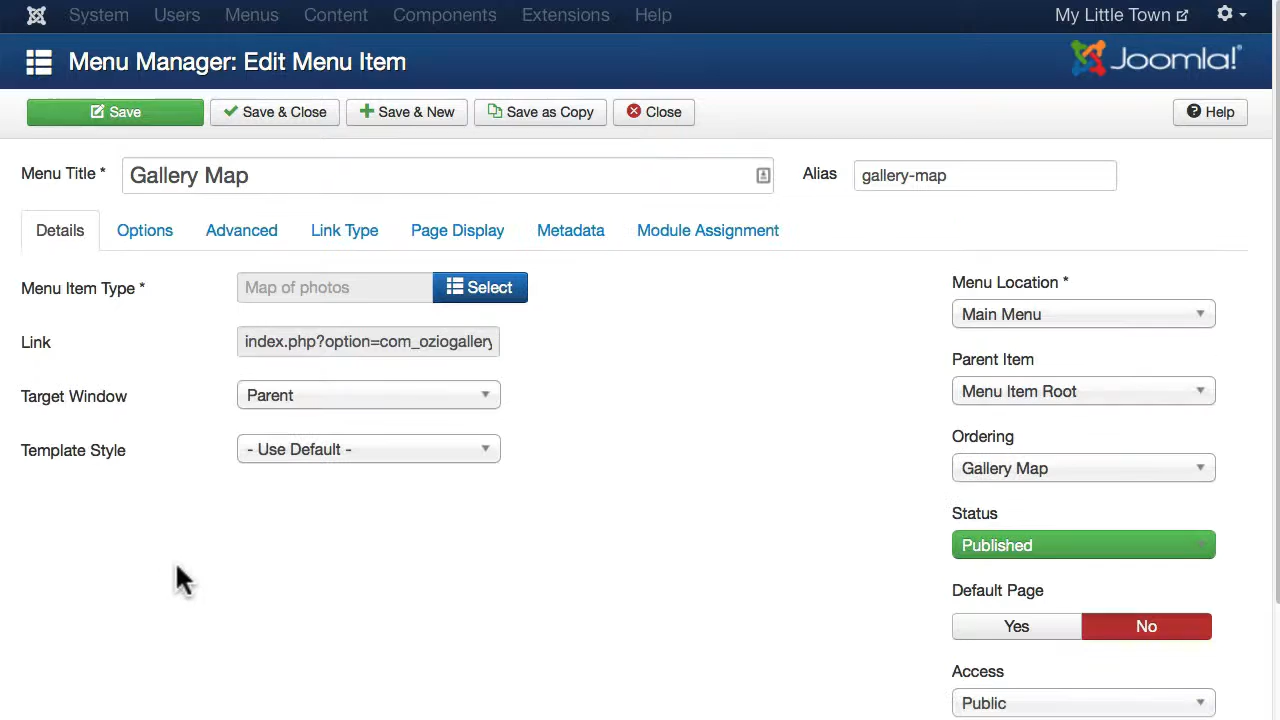 System Users Menus Content Components Extensions Help My Little Town
Menu Manager: Edit Menu Item Joomla!
Save Save & Close Save & New Save as Copy Close Help
Menu Title * Gallery Map Alias gallery-map
Details Options Advanced Link Type Page Display Metadata Module Assignment
Menu Item Type * Map of photos Select
Link index.php?option=com_oziogallery
Target Window Parent
Template Style - Use Default -
Menu Location *
Main Menu
Parent Item
Menu Item Root
Ordering
Gallery Map
Status
Published
Default Page
Yes No
Access
Public